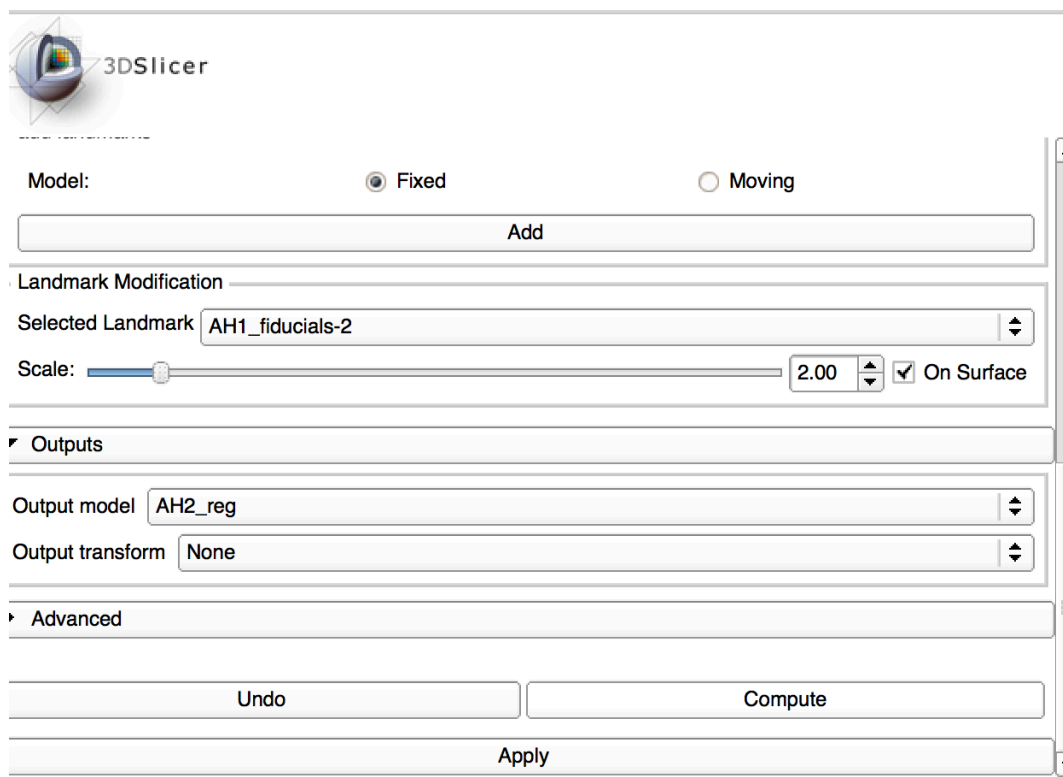 3DSlicer
Model: Fixed Moving
Add
Landmark Modification
Selected Landmark AH1_fiducials-2
Scale: 2.00 On Surface
Outputs
Output model AH2_reg
Output transform None
Advanced
Undo Compute
Apply